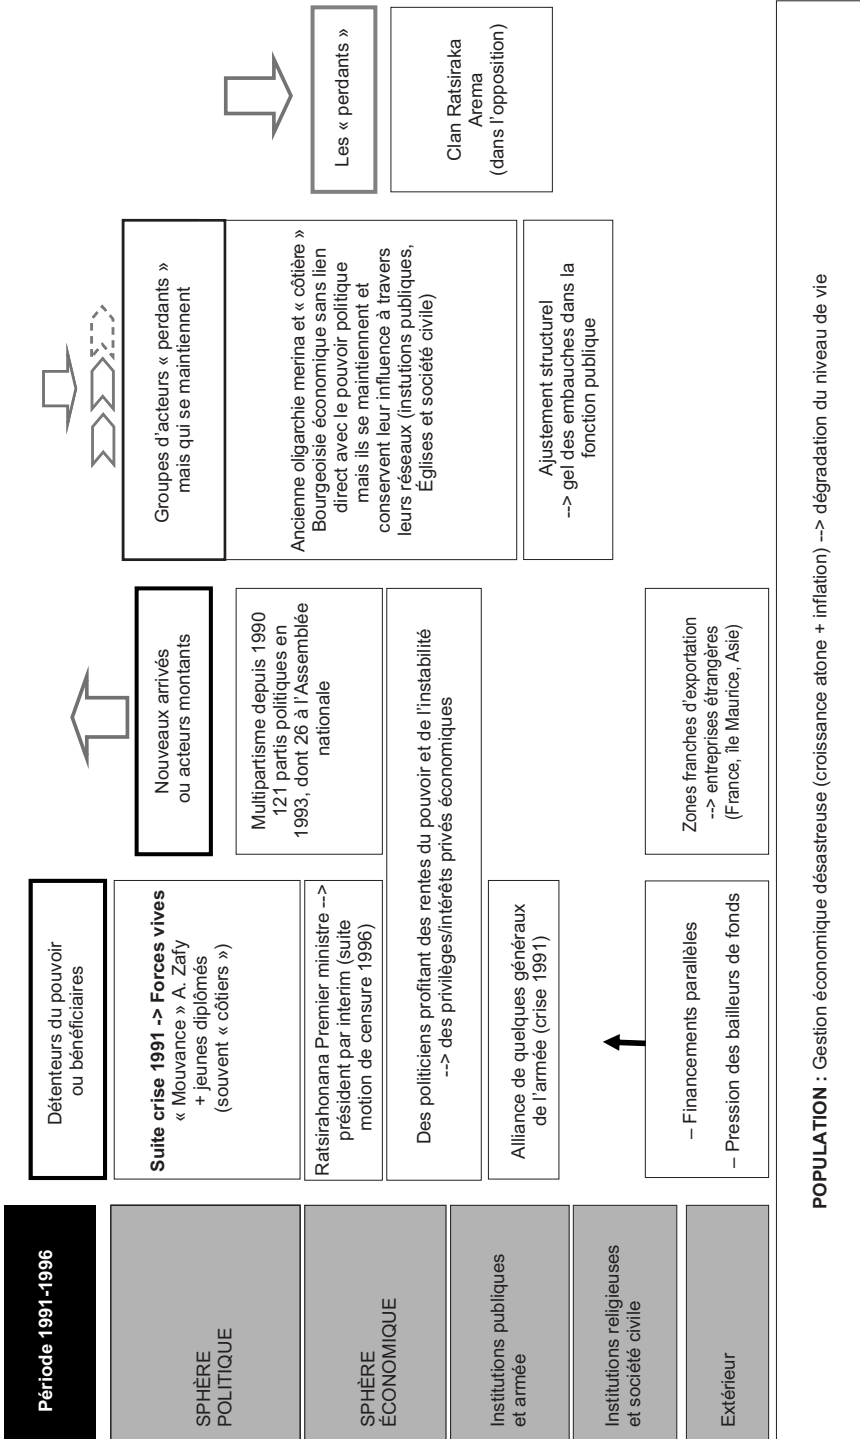 Période 1991-1996
Détenteurs du pouvoir
ou bénéficiaires
Nouveaux arrivés
ou acteurs montants
Groupes d'acteurs « perdants »
mais qui se maintiennent
Les « perdants »
SPHÈRE
POLITIQUE
Suite crise 1991 -> Forces vives
« Mouvance » A. Zafy
+ jeunes diplômés
(souvent « côtiers »)
Ratsirahonana Premier ministre -->
président par interim (suite
motion de censure 1996)
Multipartisme depuis 1990
121 partis politiques en
1993, dont 26 à l'Assemblée
nationale
Ancienne oligarchie merina et « côtière »
Bourgeoisie économique sans lien
direct avec le pouvoir politique
mais ils se maintiennent et
conservent leur influence à travers
leurs réseaux (instutions publiques,
Églises et société civile)
Clan Ratsiraka
Arema
(dans l'opposition)
SPHÈRE
ÉCONOMIQUE
Des politiciens profitant des rentes du pouvoir et de l'instabilité
--> des privilèges/intérêts privés économiques
Institutions publiques
et armée
Alliance de quelques généraux
de l'armée (crise 1991)
Ajustement structurel
--> gel des embauches dans la
fonction publique
Institutions religieuses
et société civile
Extérieur
– Financements parallèles
– Pression des bailleurs de fonds
Zones franches d'exportation
--> entreprises étrangères
(France, île Maurice, Asie)
POPULATION : Gestion économique désastreuse (croissance atone + inflation) --> dégradation du niveau de vie